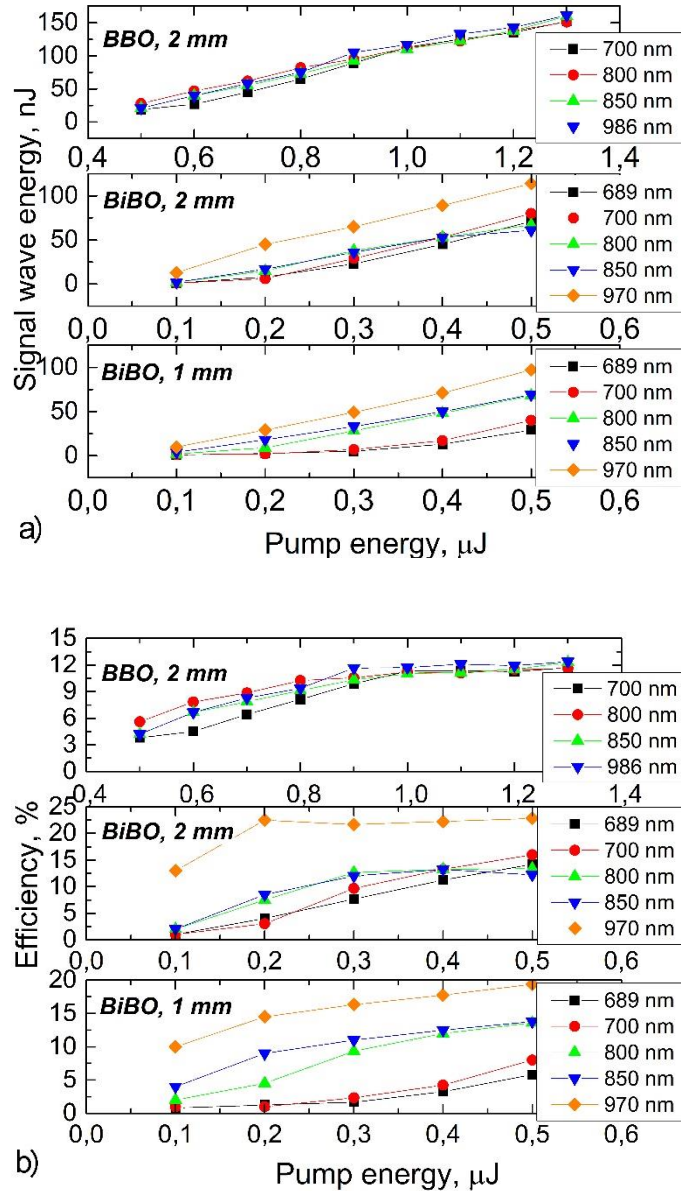 BBO, 2 mm
150
100
50
0
0,4 0,6 0,8 1,0 1,2 1,4
700 nm
800 nm
850 nm
986 nm
Signal wave energy, nJ
BiBO, 2 mm
100
50
0
0,0 0,1 0,2 0,3 0,4 0,5 0,6
689 nm
700 nm
800 nm
850 nm
970 nm
BiBO, 1 mm
100
50
0
0,0 0,1 0,2 0,3 0,4 0,5 0,6
689 nm
700 nm
800 nm
850 nm
970 nm
a)
Pump energy, μJ
BBO, 2 mm
15
12
9
6
3
0
0,4 0,6 0,8 1,0 1,2 1,4
700 nm
800 nm
850 nm
986 nm
Efficiency, %
BiBO, 2 mm
25
20
15
10
5
0
0,0 0,1 0,2 0,3 0,4 0,5 0,6
689 nm
700 nm
800 nm
850 nm
970 nm
BiBO, 1 mm
20
15
10
5
0
0,0 0,1 0,2 0,3 0,4 0,5 0,6
689 nm
700 nm
800 nm
850 nm
970 nm
b)
Pump energy, μJ